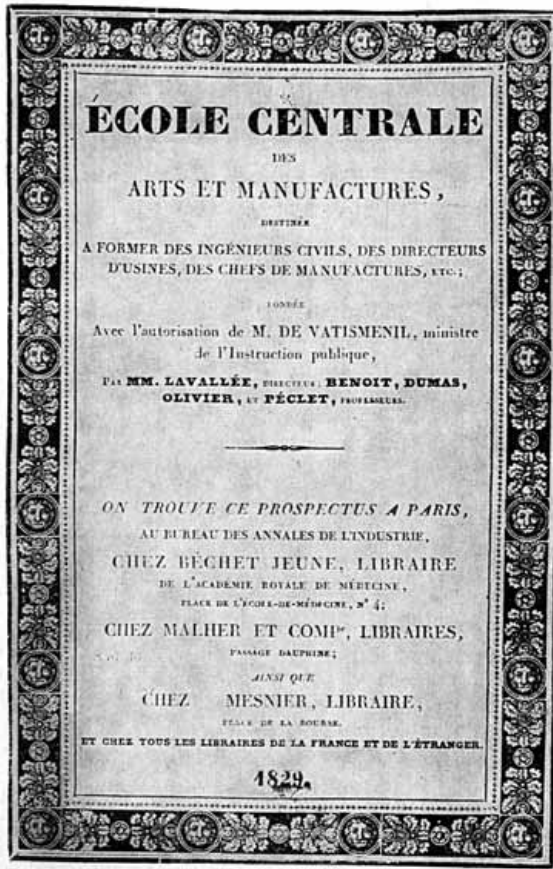 ÉCOLE CENTRALE
DES
ARTS ET MANUFACTURES,
DESTINÉE
A FORMER DES INGÉNIEURS CIVILS, DES DIRECTEURS
D'USINES, DES CHEFS DE MANUFACTURES, ETC.;
FONDÉE
Avec l'autorisation de M. DE VATISMENIL, ministre
de l'Instruction publique,
PAR MM. LAVALLÉE, DIRECTEUR; BENOIT, DUMAS,
OLIVIER, ET PÉCLET, PROFESSEURS.
ON TROUVE CE PROSPECTUS A PARIS,
AU BUREAU DES ANNALES DE L'INDUSTRIE,
CHEZ BÉCHET JEUNE, LIBRAIRE
DE L'ACADÉMIE ROYALE DE MÉDECINE,
PLACE DE L'ÉCOLE-DE-MÉDECINE, N° 4;
CHEZ MALHER ET COMPie, LIBRAIRES,
PASSAGE DAUPHINE;
AINSI QUE
CHEZ MESNIER, LIBRAIRE,
PLACE DE LA BOURSE.
ET CHEZ TOUS LES LIBRAIRES DE LA FRANCE ET DE L'ÉTRANGER.
1829.